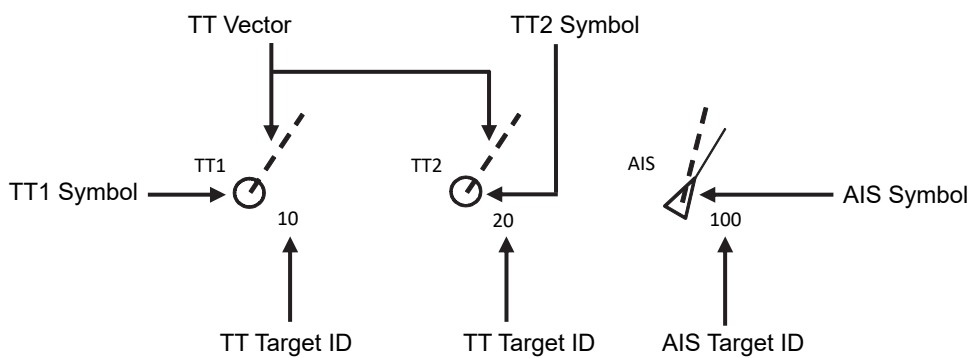 TT Vector
TT2 Symbol
TT1
TT2
AIS
TT1 Symbol
AIS Symbol
10
20
100
TT Target ID
TT Target ID
AIS Target ID